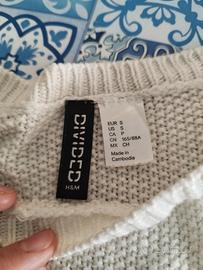 DIVIDED
H&M
EUR S
US S
CA P
CN 165/88A
MX CH
Made in
Cambodia